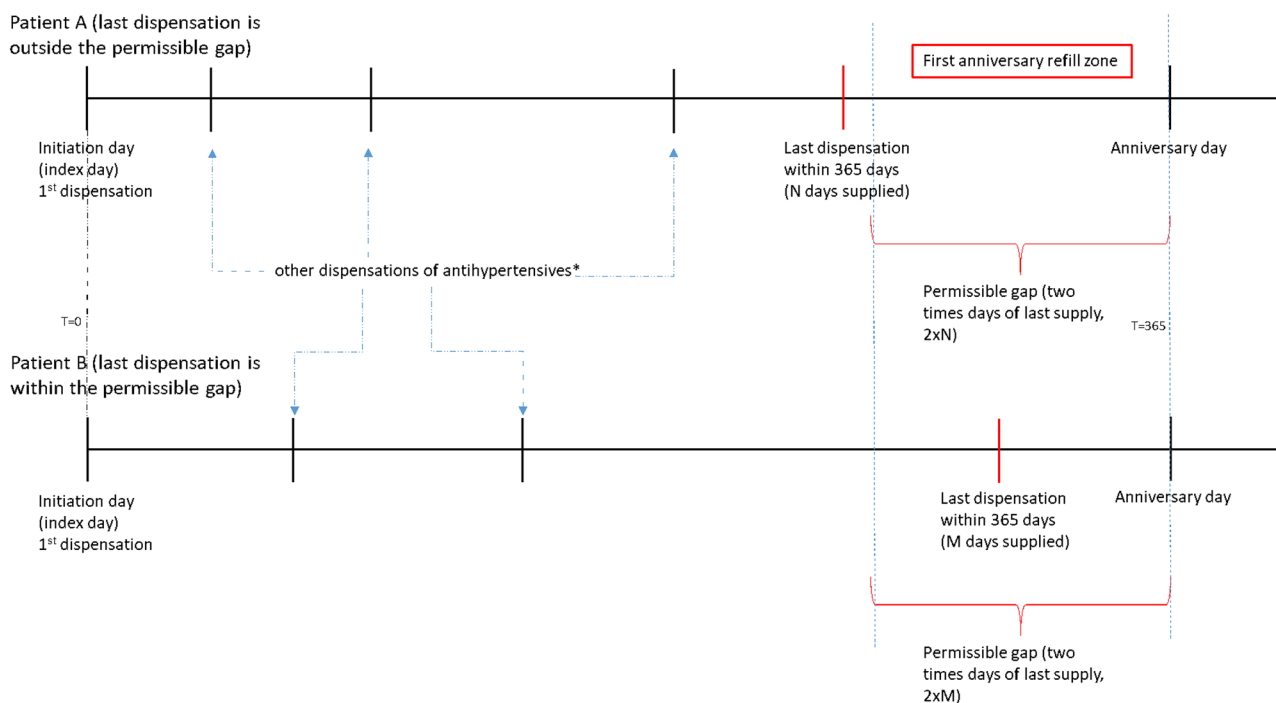 Patient A (last dispensation is
outside the permissible gap)
First anniversary refill zone
Initiation day
(index day)
1st dispensation
Last dispensation
within 365 days
(N days supplied)
Anniversary day
other dispensations of antihypertensives*
Permissible gap (two
times days of last supply,
2xN)
T=0
T=365
Patient B (last dispensation is
within the permissible gap)
Initiation day
(index day)
1st dispensation
Last dispensation
within 365 days
(M days supplied)
Anniversary day
Permissible gap (two
times days of last supply,
2xM)